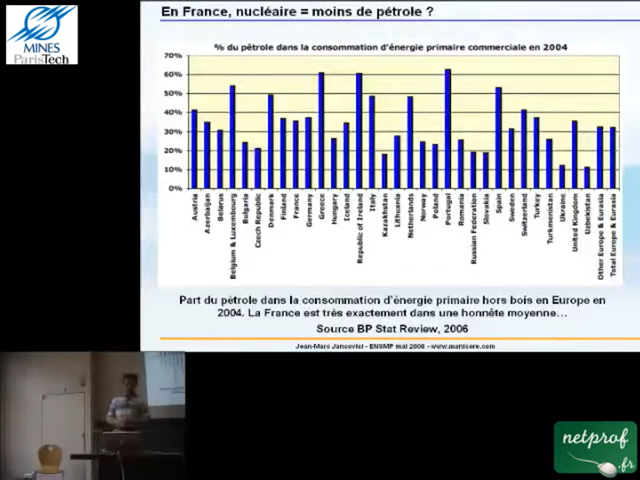 En France, nucléaire = moins de pétrole ?
MINES
ParisTech
% du pétrole dans la consommation d'énergie primaire commerciale en 2004
70%
60%
50%
40%
30%
20%
10%
0%
Austria
Azerbaijan
Belarus
Belgium & Luxembourg
Bulgaria
Czech Republic
Denmark
Finland
France
Germany
Greece
Hungary
Iceland
Republic of Ireland
Italy
Kazakhstan
Lithuania
Netherlands
Norway
Poland
Portugal
Romania
Russian Federation
Slovakia
Spain
Sweden
Switzerland
Turkey
Turkmenistan
Ukraine
United Kingdom
Uzbekistan
Other Europe & Eurasia
Total Europe & Eurasia
Part du pétrole dans la consommation d'énergie primaire hors bois en Europe en
2004. La France est très exactement dans une honnête moyenne...
Source BP Stat Review, 2006
Jean-Marc Jancovici - ENSMP mai 2006 - www.manicore.com
netprof
.fr